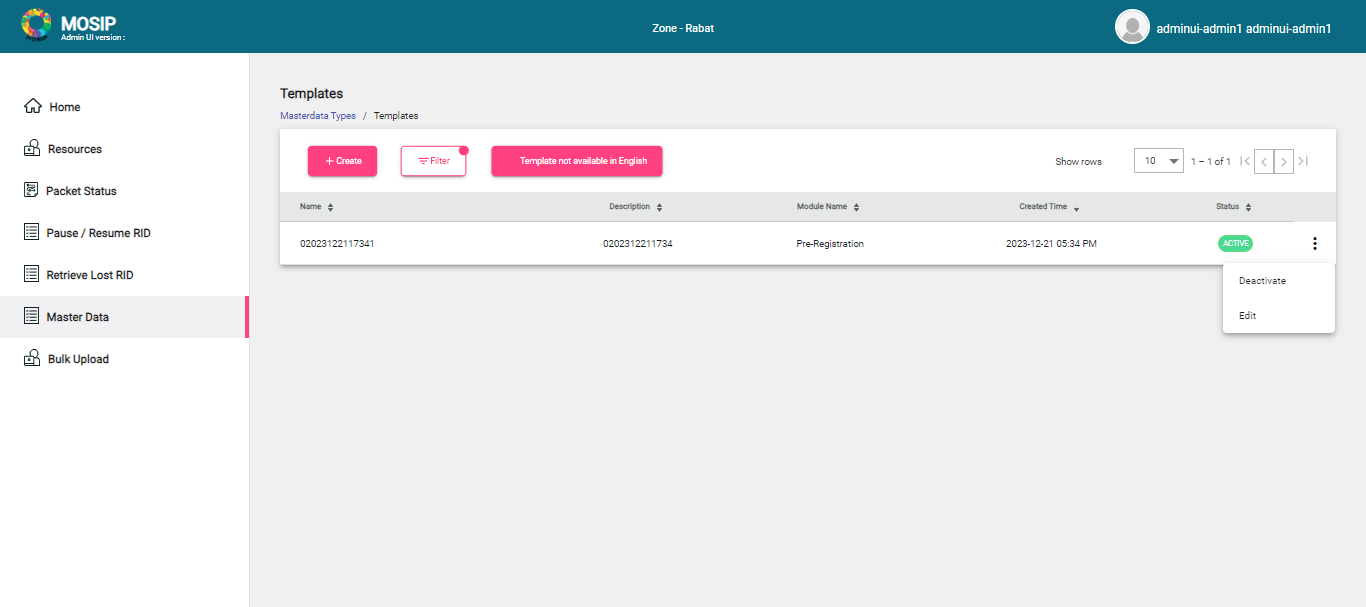 MOSIP
Admin UI version :
Zone - Rabat
adminui-admin1 adminui-admin1
Home
Resources
Packet Status
Pause / Resume RID
Retrieve Lost RID
Master Data
Bulk Upload
Templates
Masterdata Types / Templates
+ Create
Filter
Template not available in English
Show rows
10
1 – 1 of 1
Name
Description
Module Name
Created Time
Status
02023122117341
0202312211734
Pre-Registration
2023-12-21 05:34 PM
ACTIVE
Deactivate
Edit